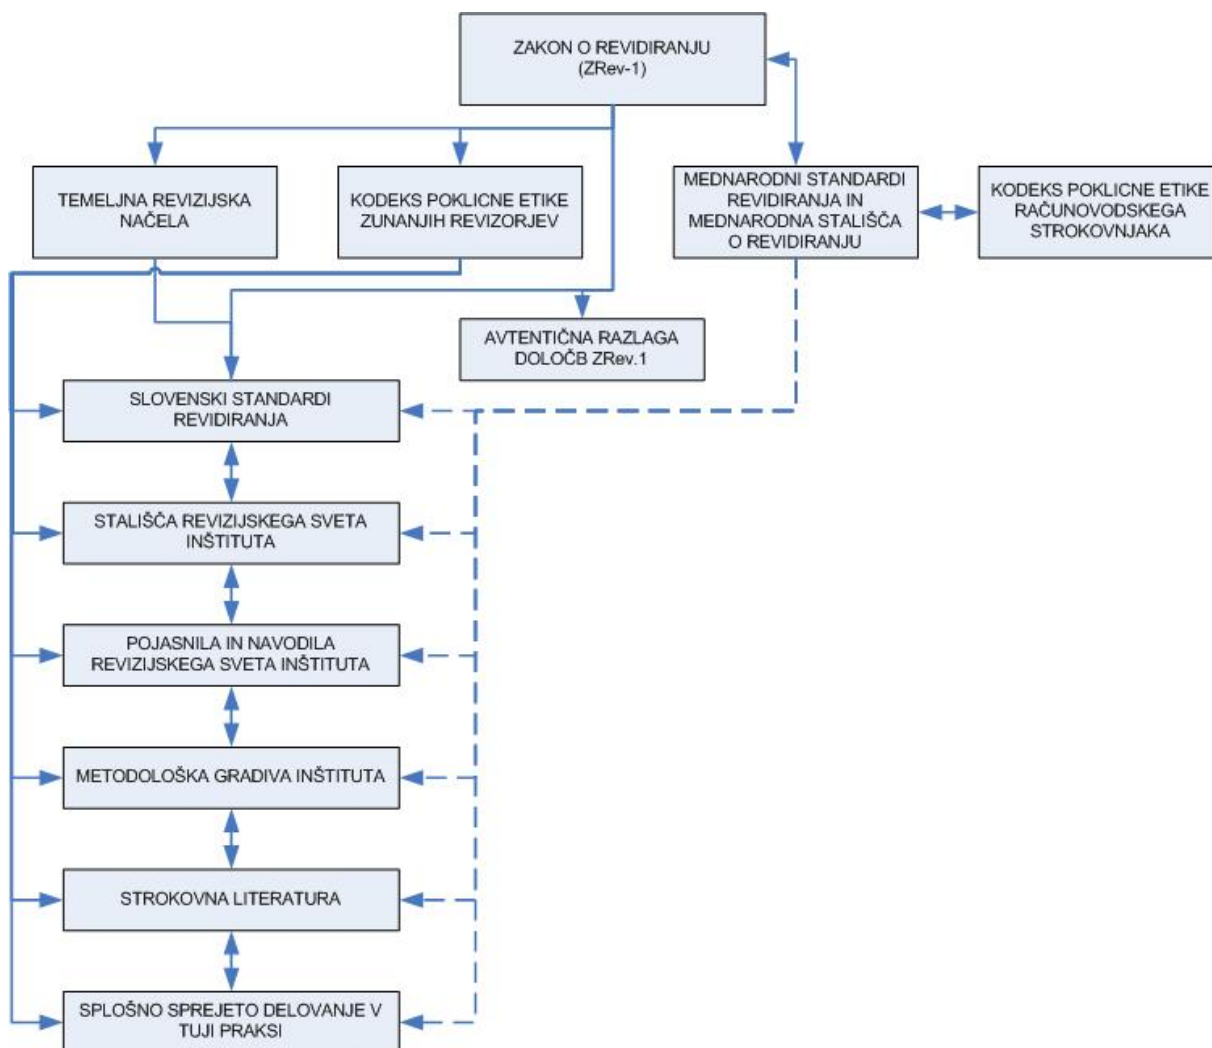 ZAKON O REVIDIRANJU
(ZRev-1)
TEMELJNA REVIZIJSKA
NAČELA
KODEKS POKLICNE ETIKE
ZUNANJIH REVIZORJEV
MEDNARODNI STANDARDI
REVIDIRANJA IN
MEDNARODNA STALIŠČA
O REVIDIRANJU
KODEKS POKLICNE ETIKE
RAČUNOVODSKEGA
STROKOVNJAKA
AVTENTIČNA RAZLAGA
DOLOČB ZRev.1
SLOVENSKI STANDARDI
REVIDIRANJA
STALIŠČA REVIZIJSKEGA SVETA
INŠTITUTA
POJASNILA IN NAVODILA
REVIZIJSKEGA SVETA INŠTITUTA
METODOLOŠKA GRADIVA INŠTITUTA
STROKOVNA LITERATURA
SPLOŠNO SPREJETO DELOVANJE V
TUJI PRAKSI